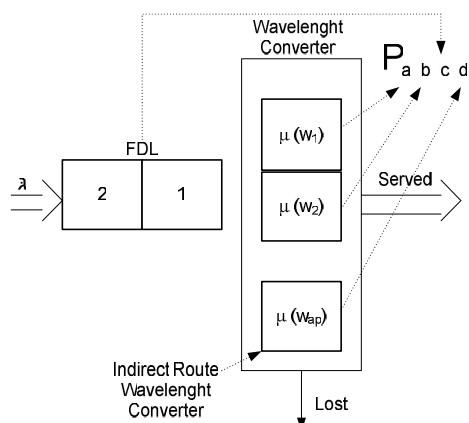 Wavelenght
Converter
P a b c d
FDL
μ (w1)
λ
2
1
μ (w2)
Served
μ (wap)
Indirect Route
Wavelenght
Converter
Lost